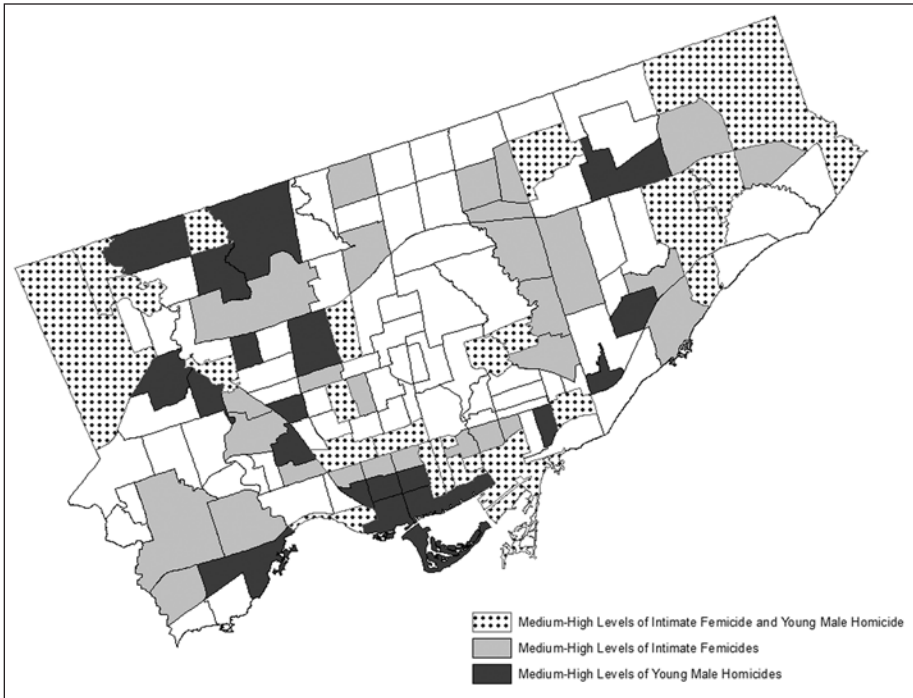 Medium-High Levels of Intimate Femicide and Young Male Homicide
Medium-High Levels of Intimate Femicides
Medium-High Levels of Young Male Homicides